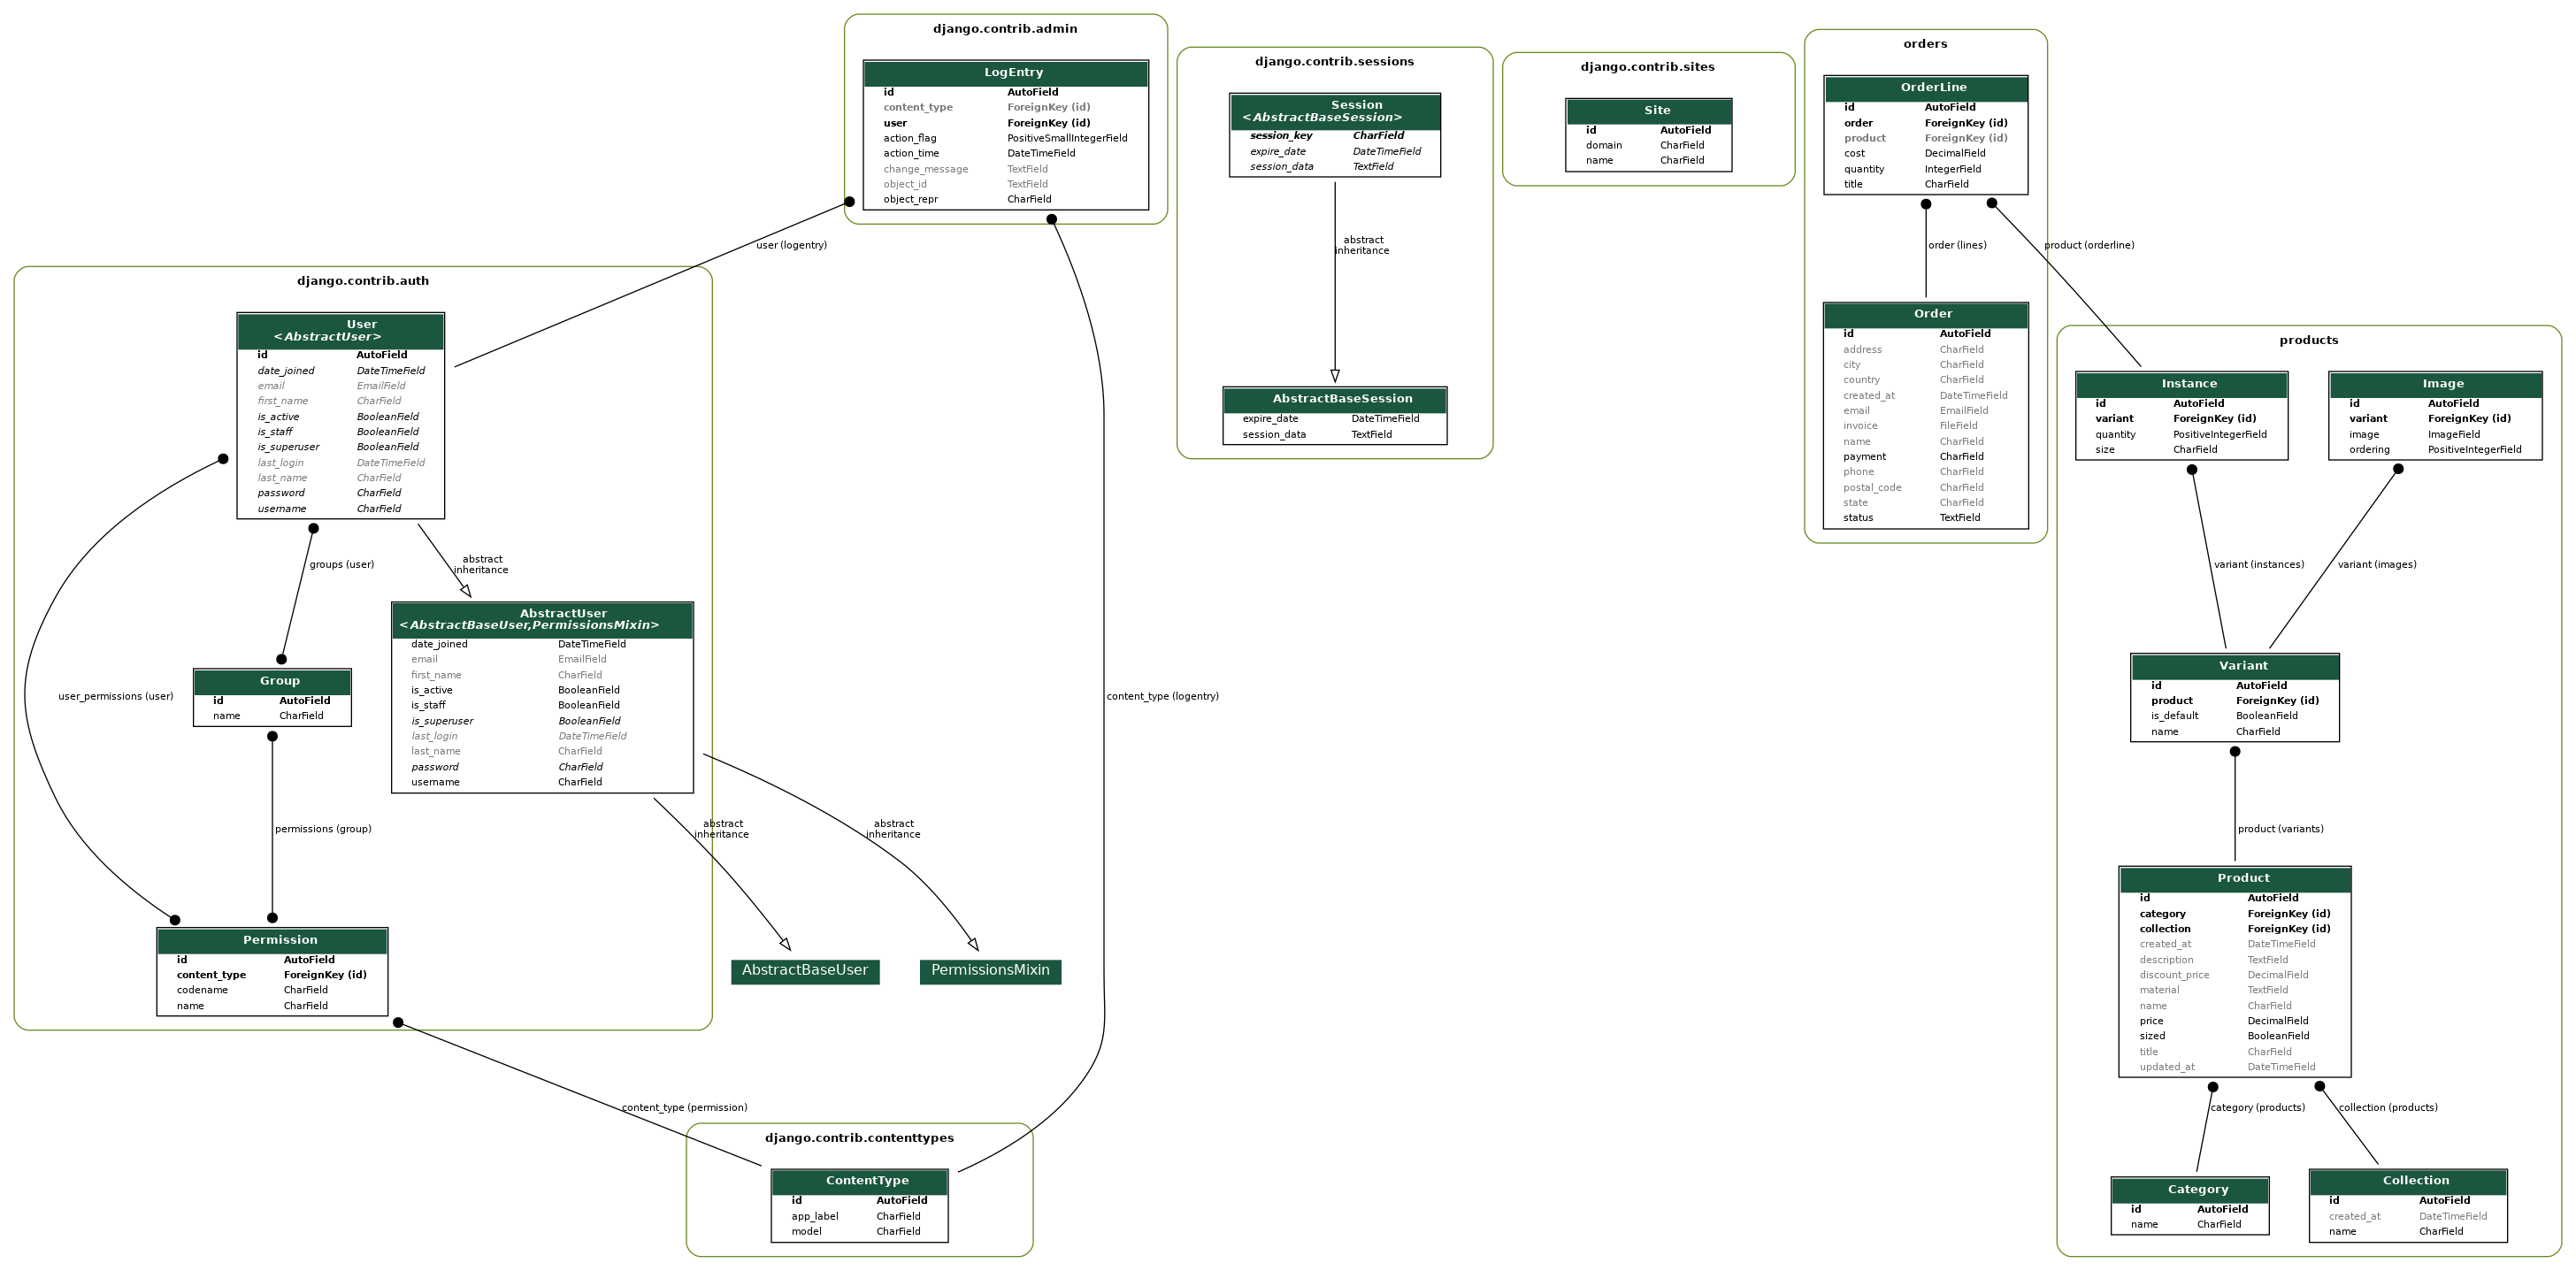 django.contrib.admin
LogEntry
id AutoField
content_type ForeignKey (id)
user ForeignKey (id)
action_flag PositiveSmallIntegerField
action_time DateTimeField
change_message TextField
object_id TextField
object_repr CharField
django.contrib.sessions
Session
<AbstractBaseSession>
session_key CharField
expire_date DateTimeField
session_data TextField
abstract
inheritance
AbstractBaseSession
expire_date DateTimeField
session_data TextField
django.contrib.sites
Site
id AutoField
domain CharField
name CharField
orders
OrderLine
id AutoField
order ForeignKey (id)
product ForeignKey (id)
cost DecimalField
quantity IntegerField
title CharField
order (lines)
product (orderline)
Order
id AutoField
address CharField
city CharField
country CharField
created_at DateTimeField
email EmailField
invoice FileField
name CharField
payment CharField
phone CharField
postal_code CharField
state CharField
status TextField
user (logentry)
django.contrib.auth
User
<AbstractUser>
id AutoField
date_joined DateTimeField
email EmailField
first_name CharField
is_active BooleanField
is_staff BooleanField
is_superuser BooleanField
last_login DateTimeField
last_name CharField
password CharField
username CharField
groups (user)
abstract
inheritance
user_permissions (user)
Group
id AutoField
name CharField
AbstractUser
<AbstractBaseUser,PermissionsMixin>
date_joined DateTimeField
email EmailField
first_name CharField
is_active BooleanField
is_staff BooleanField
is_superuser BooleanField
last_login DateTimeField
last_name CharField
password CharField
username CharField
permissions (group)
abstract
inheritance
abstract
inheritance
content_type (logentry)
Permission
id AutoField
content_type ForeignKey (id)
codename CharField
name CharField
AbstractBaseUser
PermissionsMixin
content_type (permission)
django.contrib.contenttypes
ContentType
id AutoField
app_label CharField
model CharField
products
Instance
id AutoField
variant ForeignKey (id)
quantity PositiveIntegerField
size CharField
Image
id AutoField
variant ForeignKey (id)
image ImageField
ordering PositiveIntegerField
variant (instances)
variant (images)
Variant
id AutoField
product ForeignKey (id)
is_default BooleanField
name CharField
product (variants)
Product
id AutoField
category ForeignKey (id)
collection ForeignKey (id)
created_at DateTimeField
description TextField
discount_price DecimalField
material TextField
name CharField
price DecimalField
sized BooleanField
title CharField
updated_at DateTimeField
category (products)
collection (products)
Category
id AutoField
name CharField
Collection
id AutoField
created_at DateTimeField
name CharField